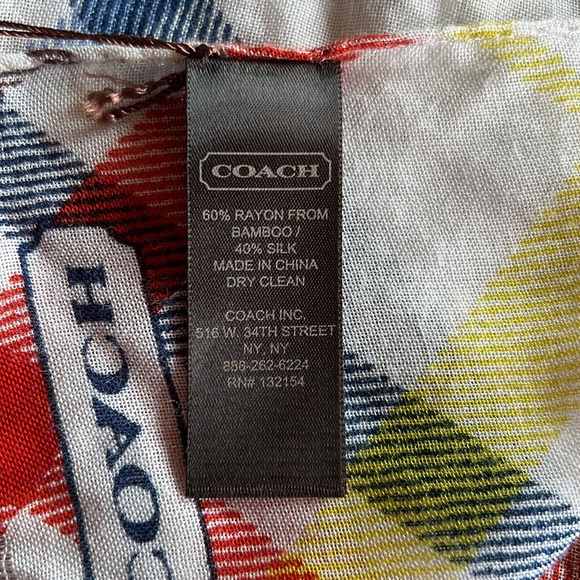 COACH
60% RAYON FROM
BAMBOO /
40% SILK
MADE IN CHINA
DRY CLEAN
COACH INC.
516 W. 34TH STREET
NY, NY
888-262-6224
RN# 132154
COACH